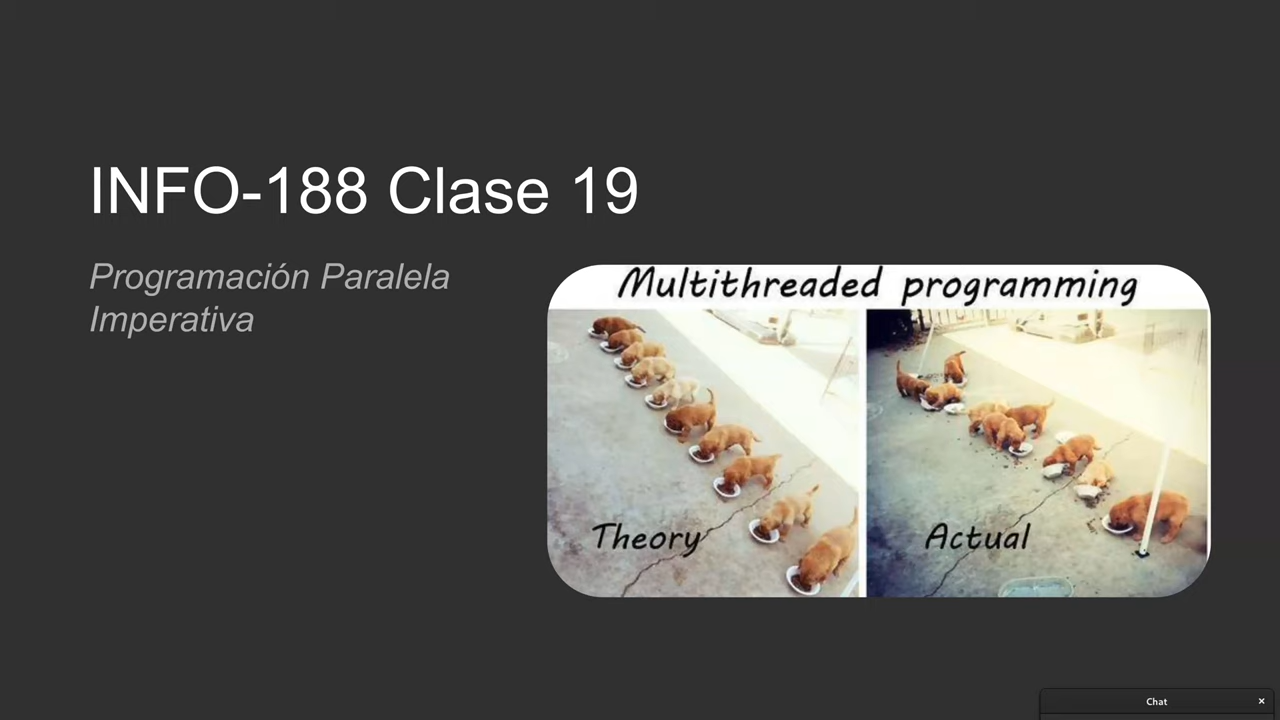 INFO-188 Clase 19
Programación Paralela
Imperativa
Multithreaded programming
Theory
Actual
Chat
×